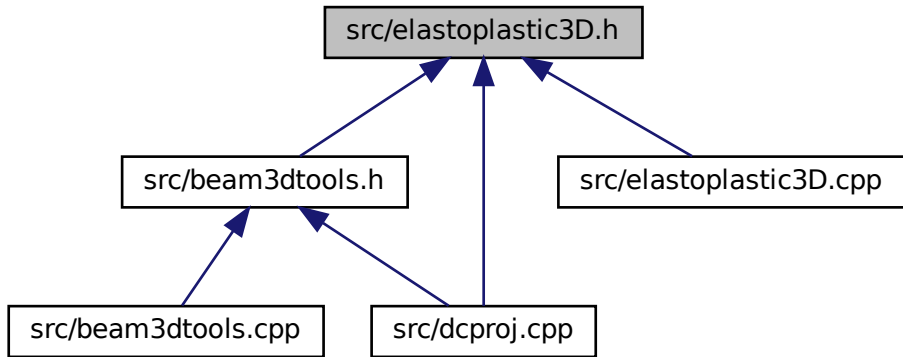 src/elastoplastic3D.h
src/beam3dtools.h
src/elastoplastic3D.cpp
src/beam3dtools.cpp
src/dcproj.cpp